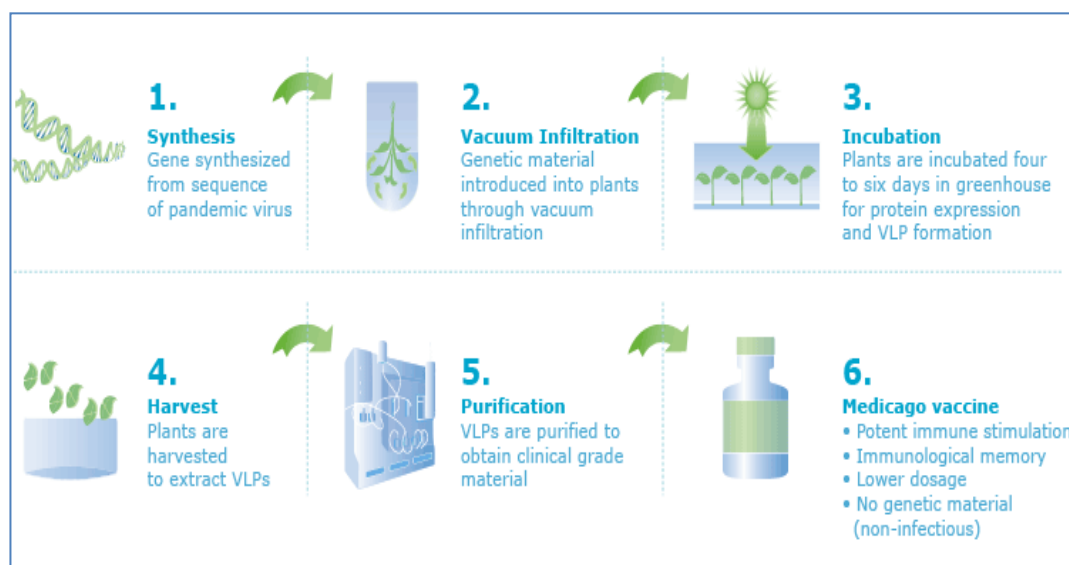 1.
Synthesis
Gene synthesized
from sequence
of pandemic virus
2.
Vacuum Infiltration
Genetic material
introduced into plants
through vacuum
infiltration
3.
Incubation
Plants are incubated four
to six days in greenhouse
for protein expression
and VLP formation
4.
Harvest
Plants are
harvested
to extract VLPs
5.
Purification
VLPs are purified to
obtain clinical grade
material
6.
Medicago vaccine
• Potent immune stimulation
• Immunological memory
• Lower dosage
• No genetic material
(non-infectious)